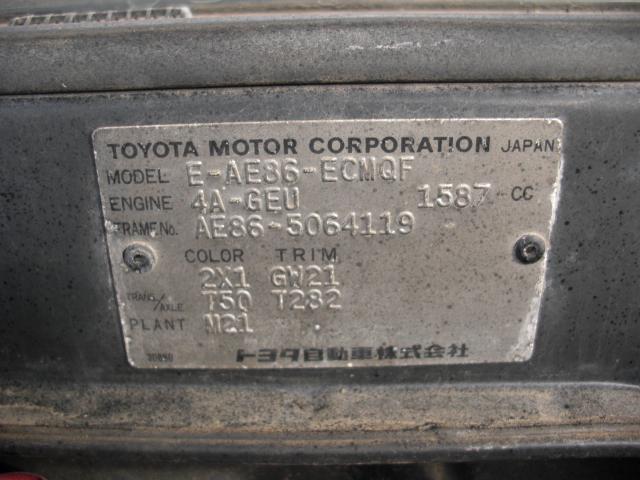 TOYOTA MOTOR CORPORATION JAPAN
MODEL E-AE86-ECMQF
ENGINE 4A-GEU 1587 CC
FRAME No. AE86-5064119
COLOR TRIM
2X1 GW21
TRANS./AXLE T50 T282
PLANT M21
トヨタ自動車株式会社